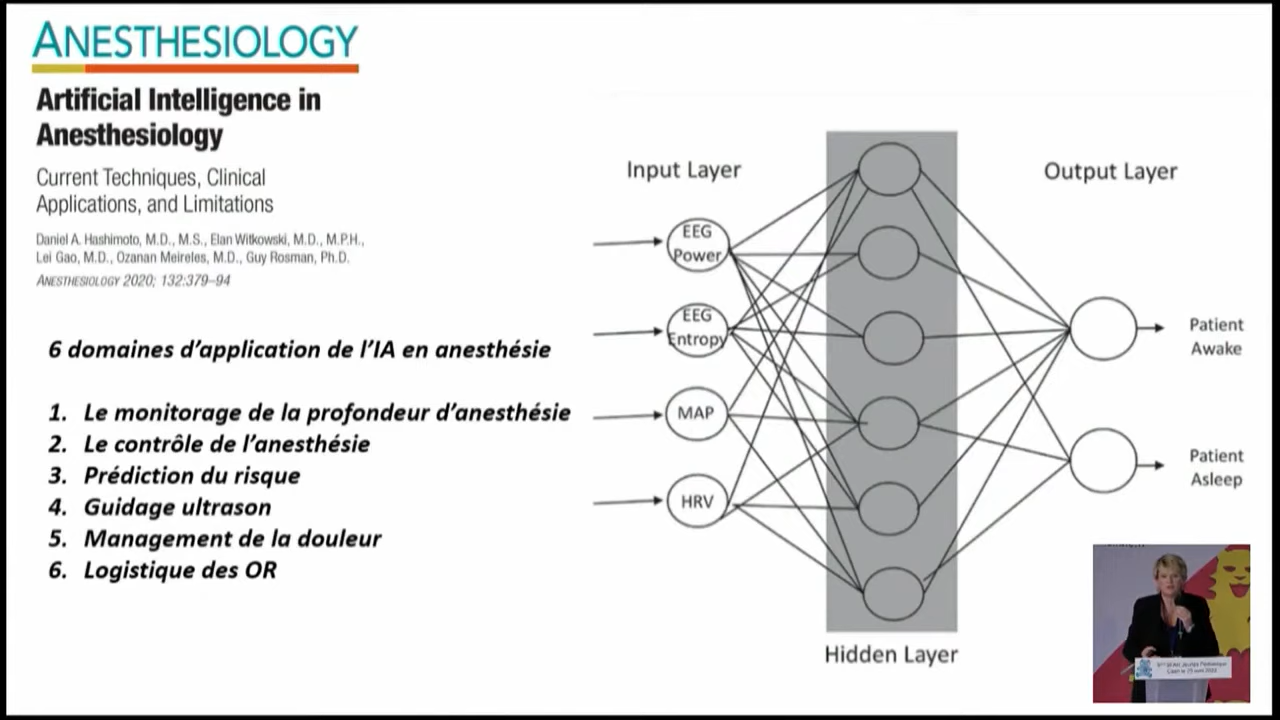 ANESTHESIOLOGY
Artificial Intelligence in
Anesthesiology
Current Techniques, Clinical
Applications, and Limitations
Daniel A. Hashimoto, M.D., M.S., Elan Witkowski, M.D., M.P.H.,
Lei Gao, M.D., Ozanan Meireles, M.D., Guy Rosman, Ph.D.
ANESTHESIOLOGY 2020; 132:379–94
6 domaines d’application de l’IA en anesthésie
1. Le monitorage de la profondeur d’anesthésie
2. Le contrôle de l’anesthésie
3. Prédiction du risque
4. Guidage ultrason
5. Management de la douleur
6. Logistique des OR
Input Layer
EEG
Power
EEG
Entropy
MAP
HRV
Hidden Layer
Output Layer
Patient
Awake
Patient
Asleep